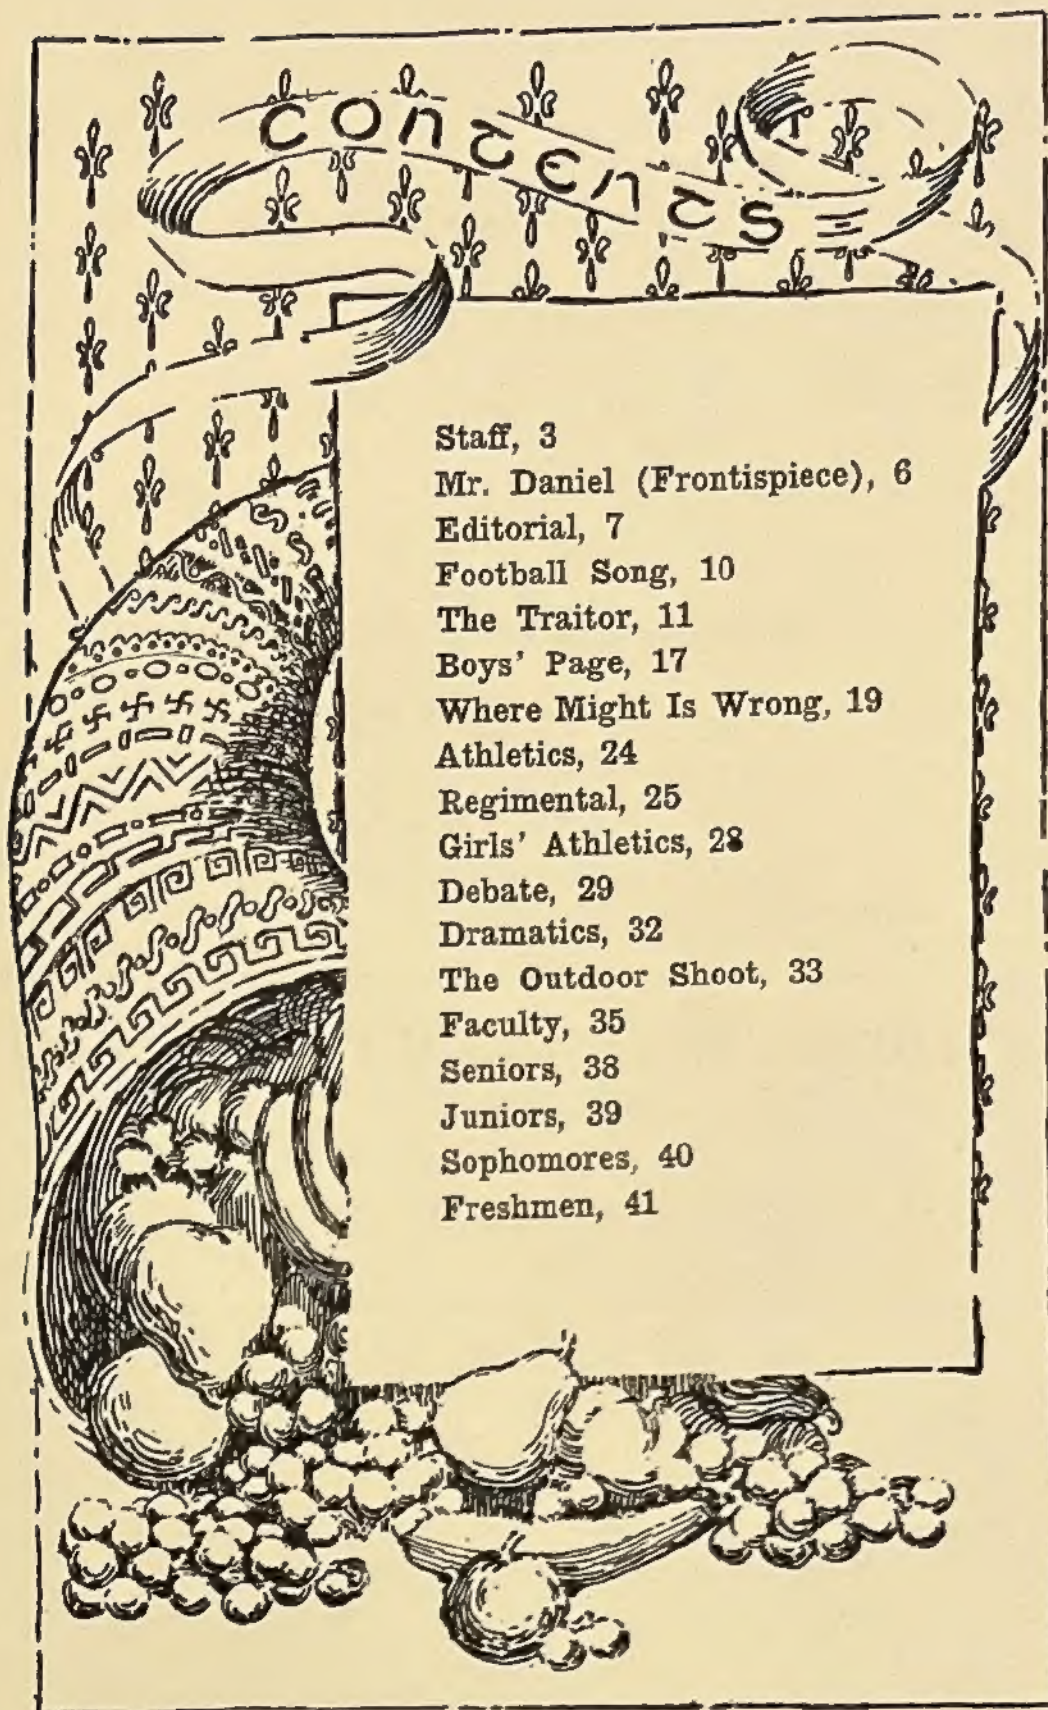 CONTENTS
Staff, 3
Mr. Daniel (Frontispiece), 6
Editorial, 7
Football Song, 10
The Traitor, 11
Boys' Page, 17
Where Might Is Wrong, 19
Athletics, 24
Regimental, 25
Girls' Athletics, 28
Debate, 29
Dramatics, 32
The Outdoor Shoot, 33
Faculty, 35
Seniors, 38
Juniors, 39
Sophomores, 40
Freshmen, 41